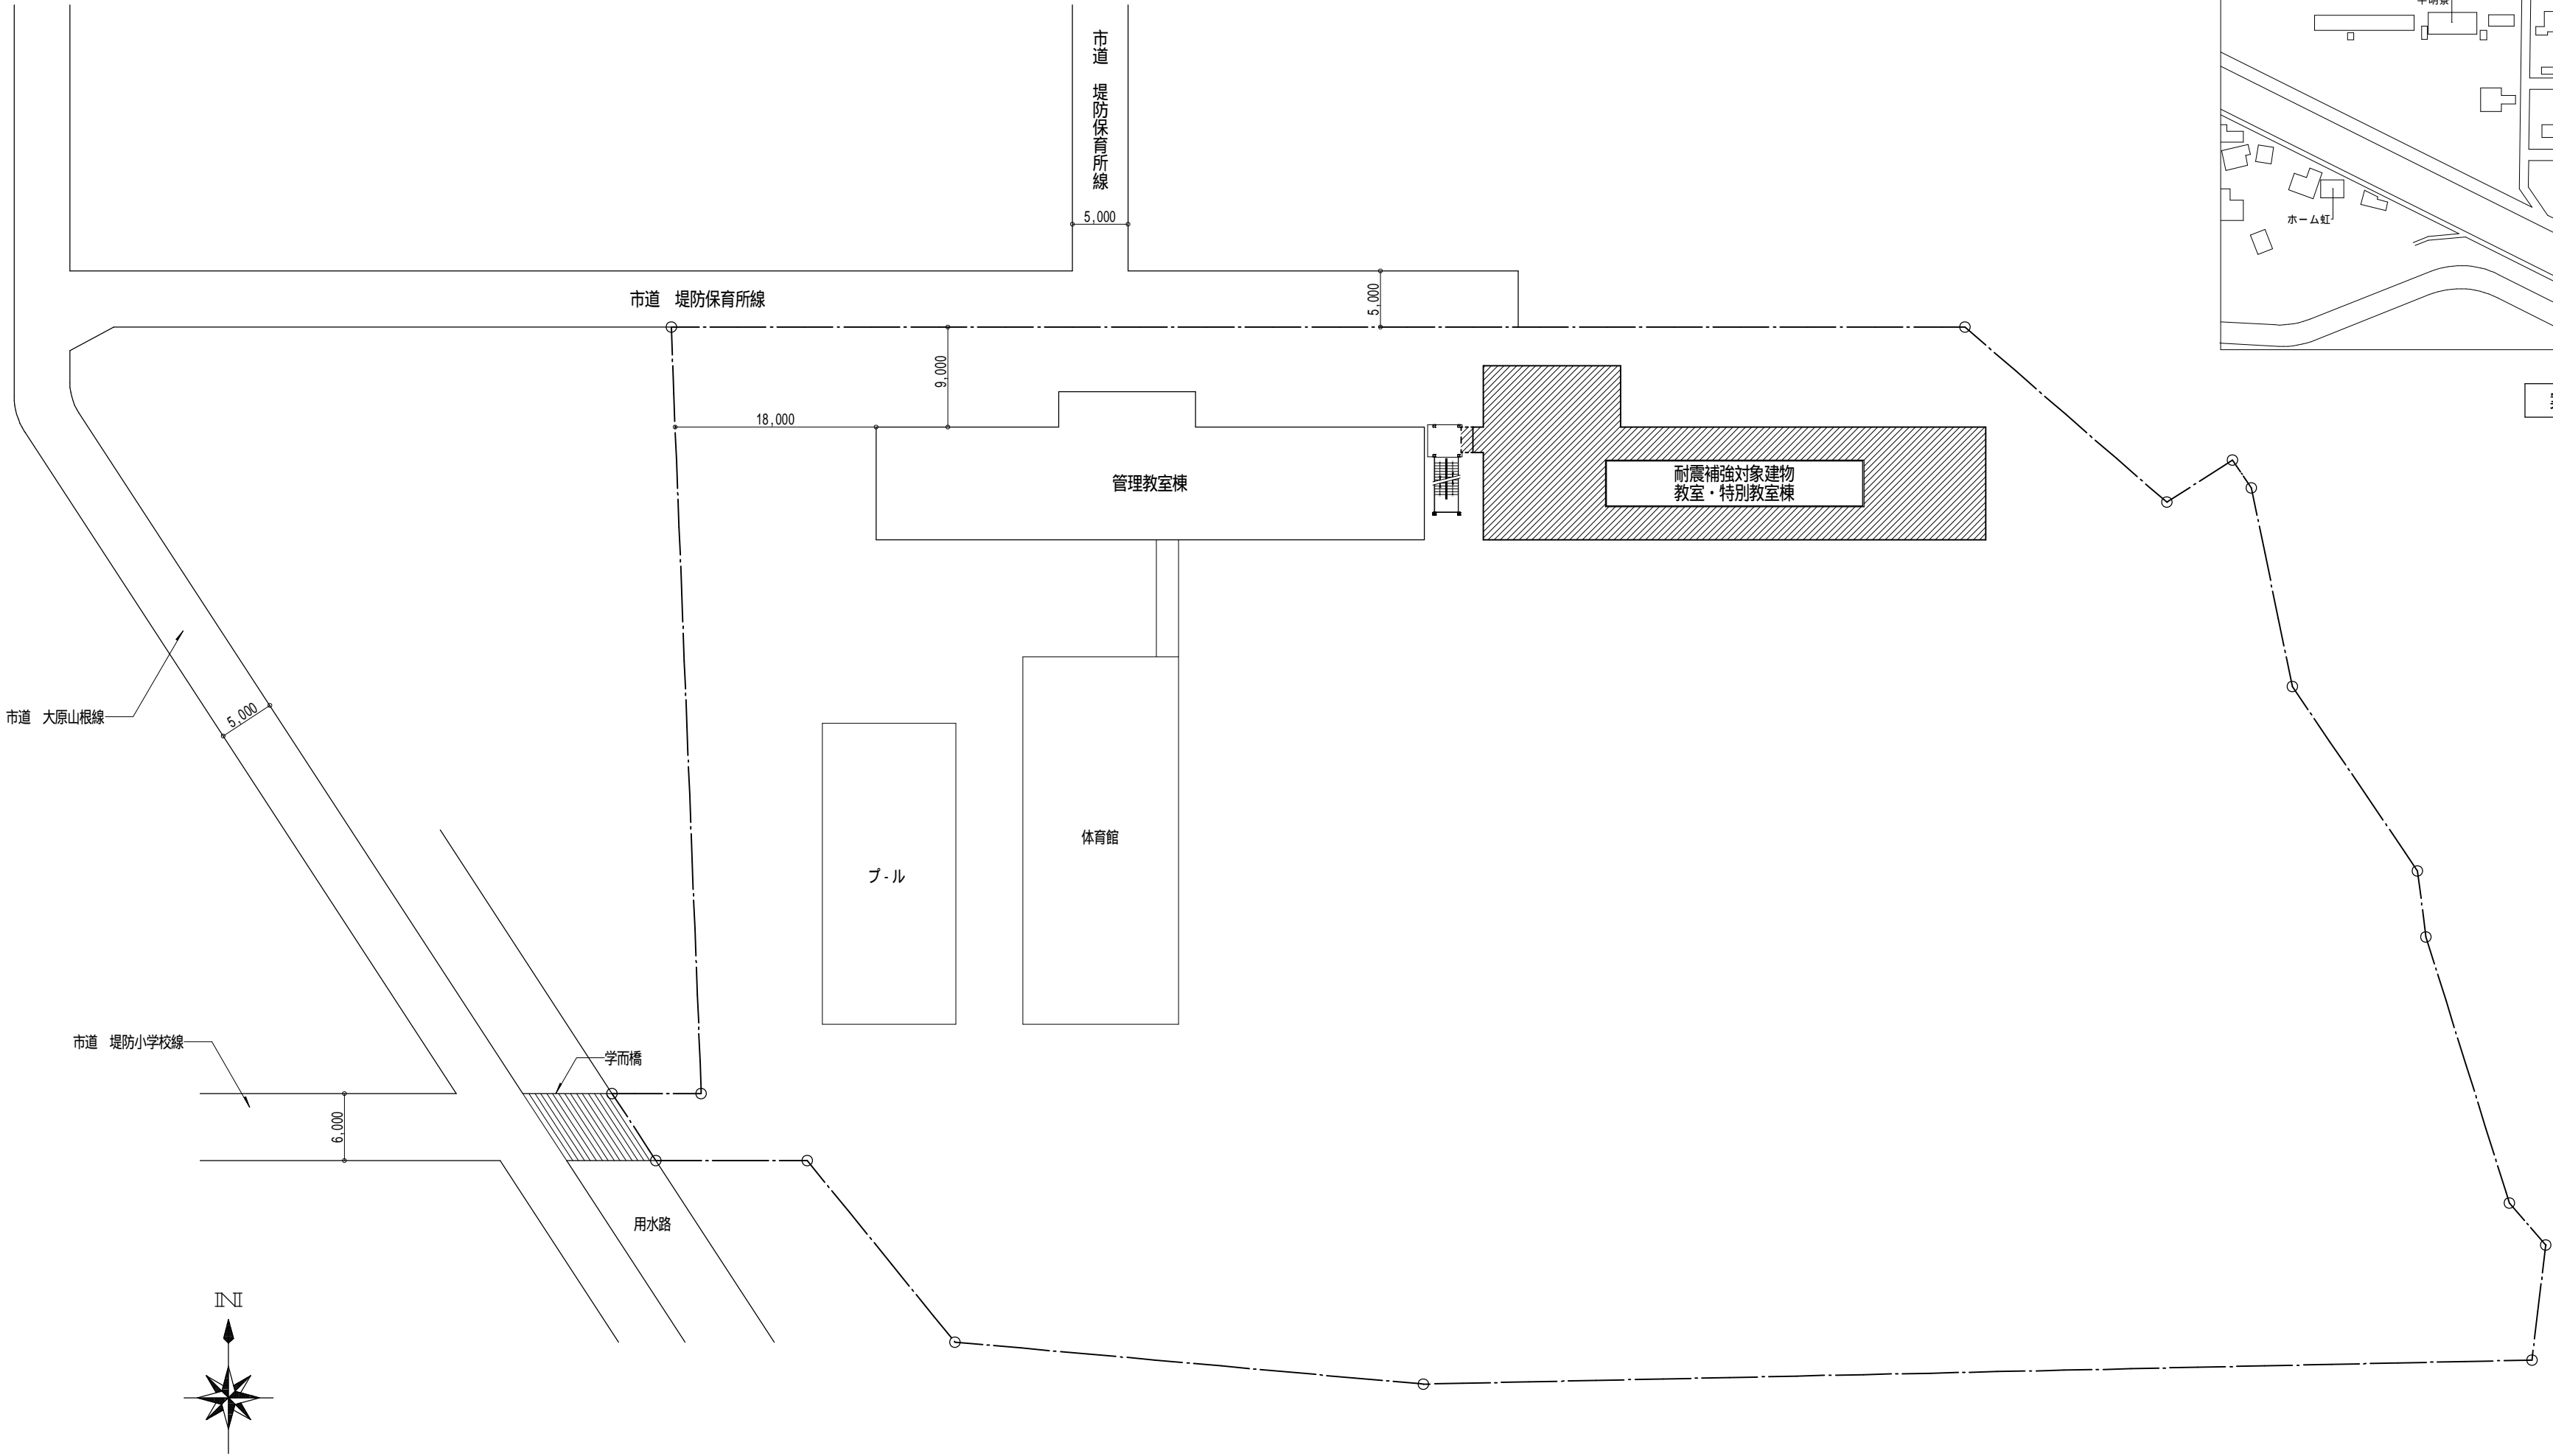 市道　堤防保育所線
5,000
ホーム虹
市道　堤防保育所線
5,000
9,000
18,000
管理教室棟
耐震補強対象建物
教室・特別教室棟
市道　大原山根線
5,000
体育館
プ-ル
市道　堤防小学校線
学而橋
6,000
用水路
N